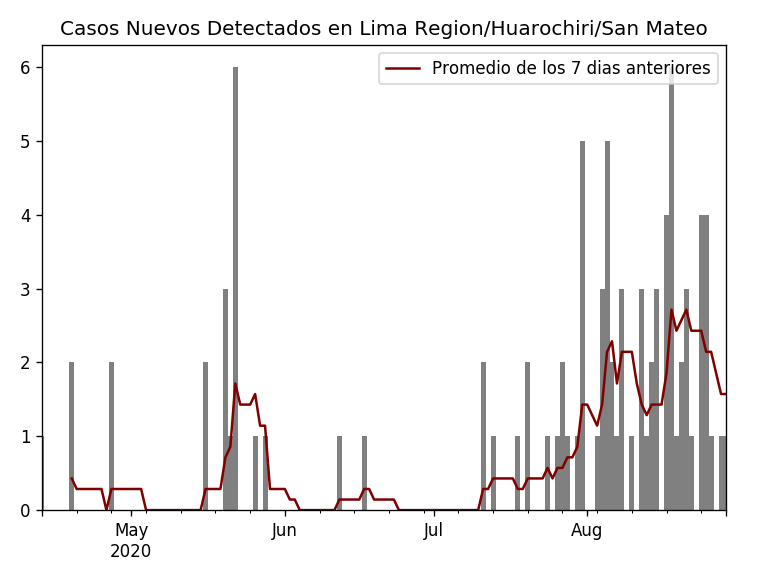 Casos Nuevos Detectados en Lima Region/Huarochiri/San Mateo
Promedio de los 7 dias anteriores
6
5
4
3
2
1
0
May Jun Jul Aug
2020